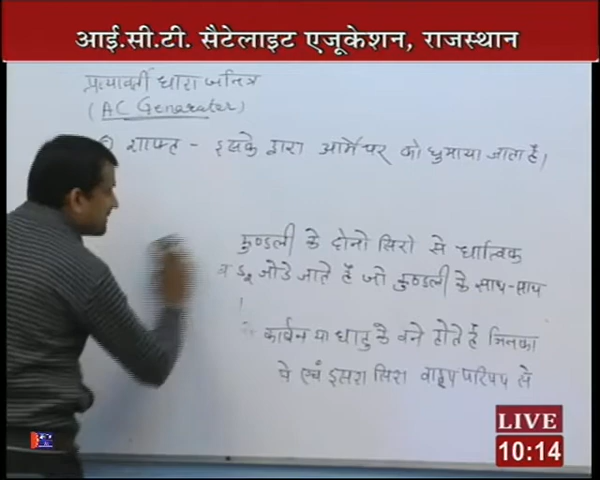 आई.सी.टी. सैटेलाइट एजूकेशन, राजस्थान
प्रत्यावर्ती धारा जनित्र
(AC Generater)
शाफ्ट - इसके द्वारा आर्मेचर को घुमाया जाता है।
कुण्डली के दोनो सिरो से धात्विक
जोडे जाते है जो कुण्डली के साथ-साथ
कार्बन या धातु के बने होते है जिनका
एवं दूसरा सिरा बाह्य परिपथ से
LIVE
10:14